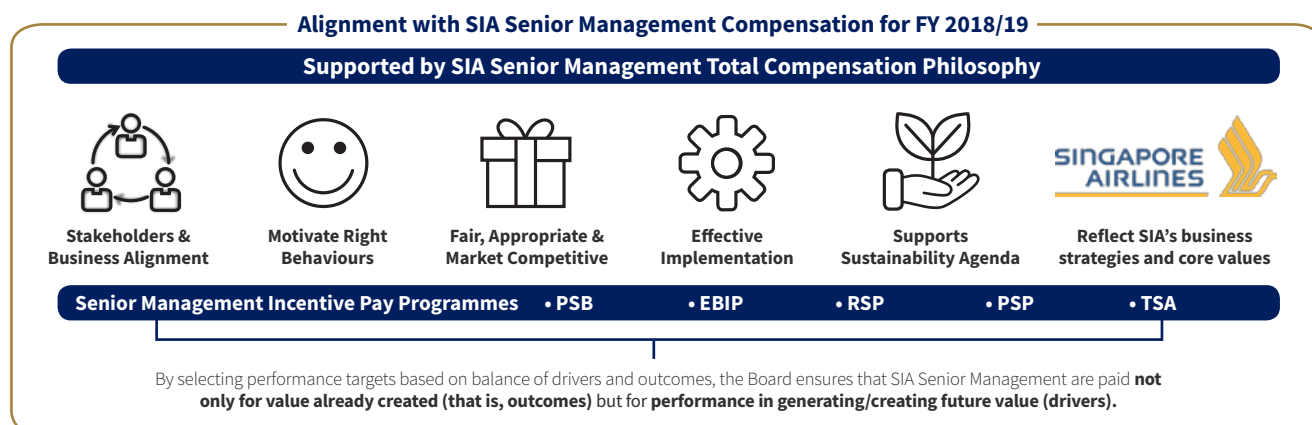 Alignment with SIA Senior Management Compensation for FY 2018/19
Supported by SIA Senior Management Total Compensation Philosophy
SINGAPORE
AIRLINES
Stakeholders &
Business Alignment
Motivate Right
Behaviours
Fair, Appropriate &
Market Competitive
Effective
Implementation
Supports
Sustainability Agenda
Reflect SIA's business
strategies and core values
Senior Management Incentive Pay Programmes • PSB • EBIP • RSP • PSP • TSA
By selecting performance targets based on balance of drivers and outcomes, the Board ensures that SIA Senior Management are paid not
only for value already created (that is, outcomes) but for performance in generating/creating future value (drivers).